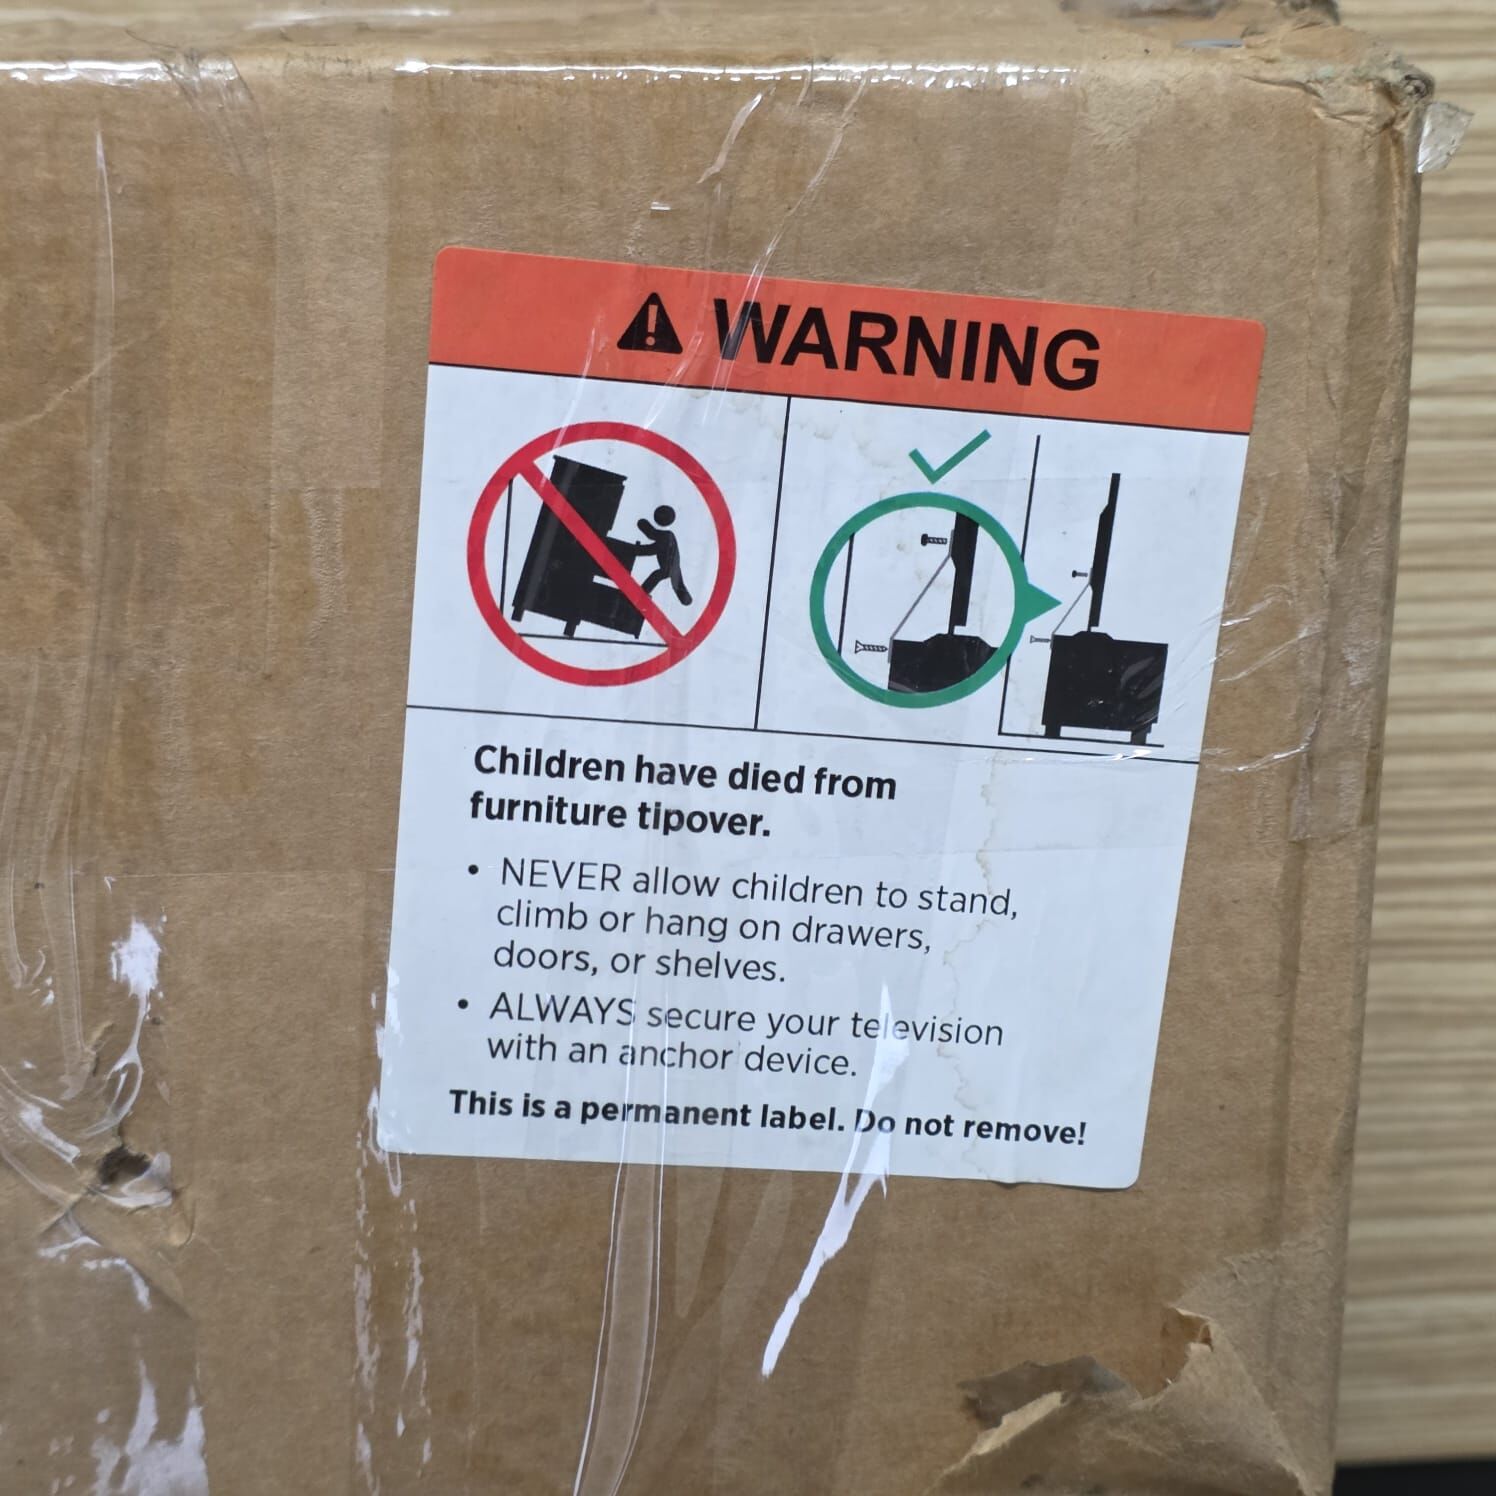 WARNING
Children have died from
furniture tipover.
• NEVER allow children to stand,
climb or hang on drawers,
doors, or shelves.
• ALWAYS secure your television
with an anchor device.
This is a permanent label. Do not remove!